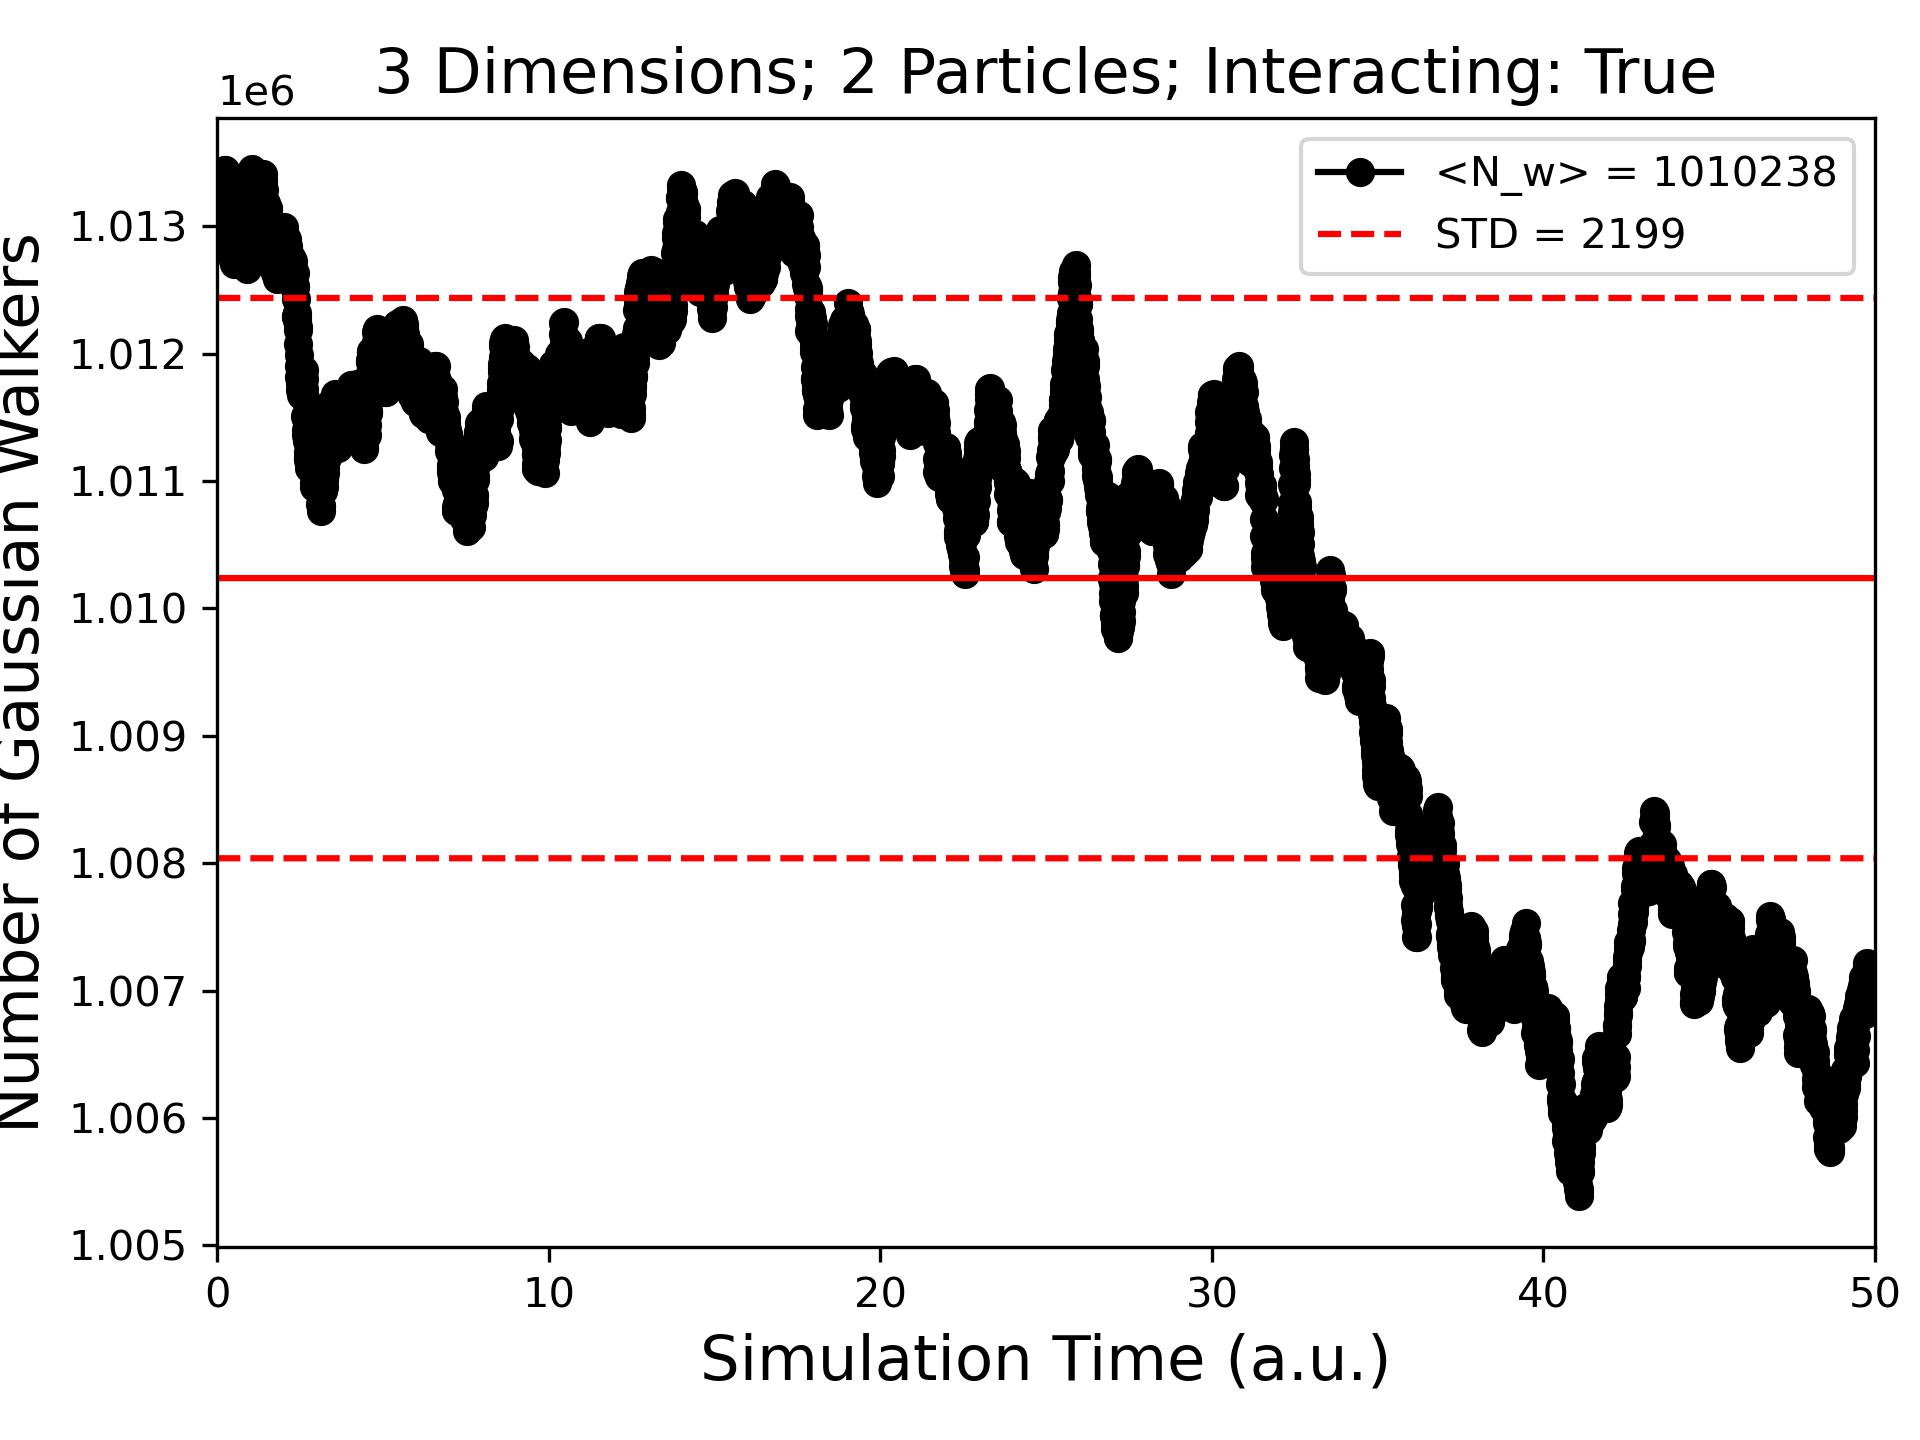 3 Dimensions; 2 Particles; Interacting: True
1e6
<N_w> = 1010238
STD = 2199
Number of Gaussian Walkers
1.013
1.012
1.011
1.010
1.009
1.008
1.007
1.006
1.005
0 10 20 30 40 50
Simulation Time (a.u.)